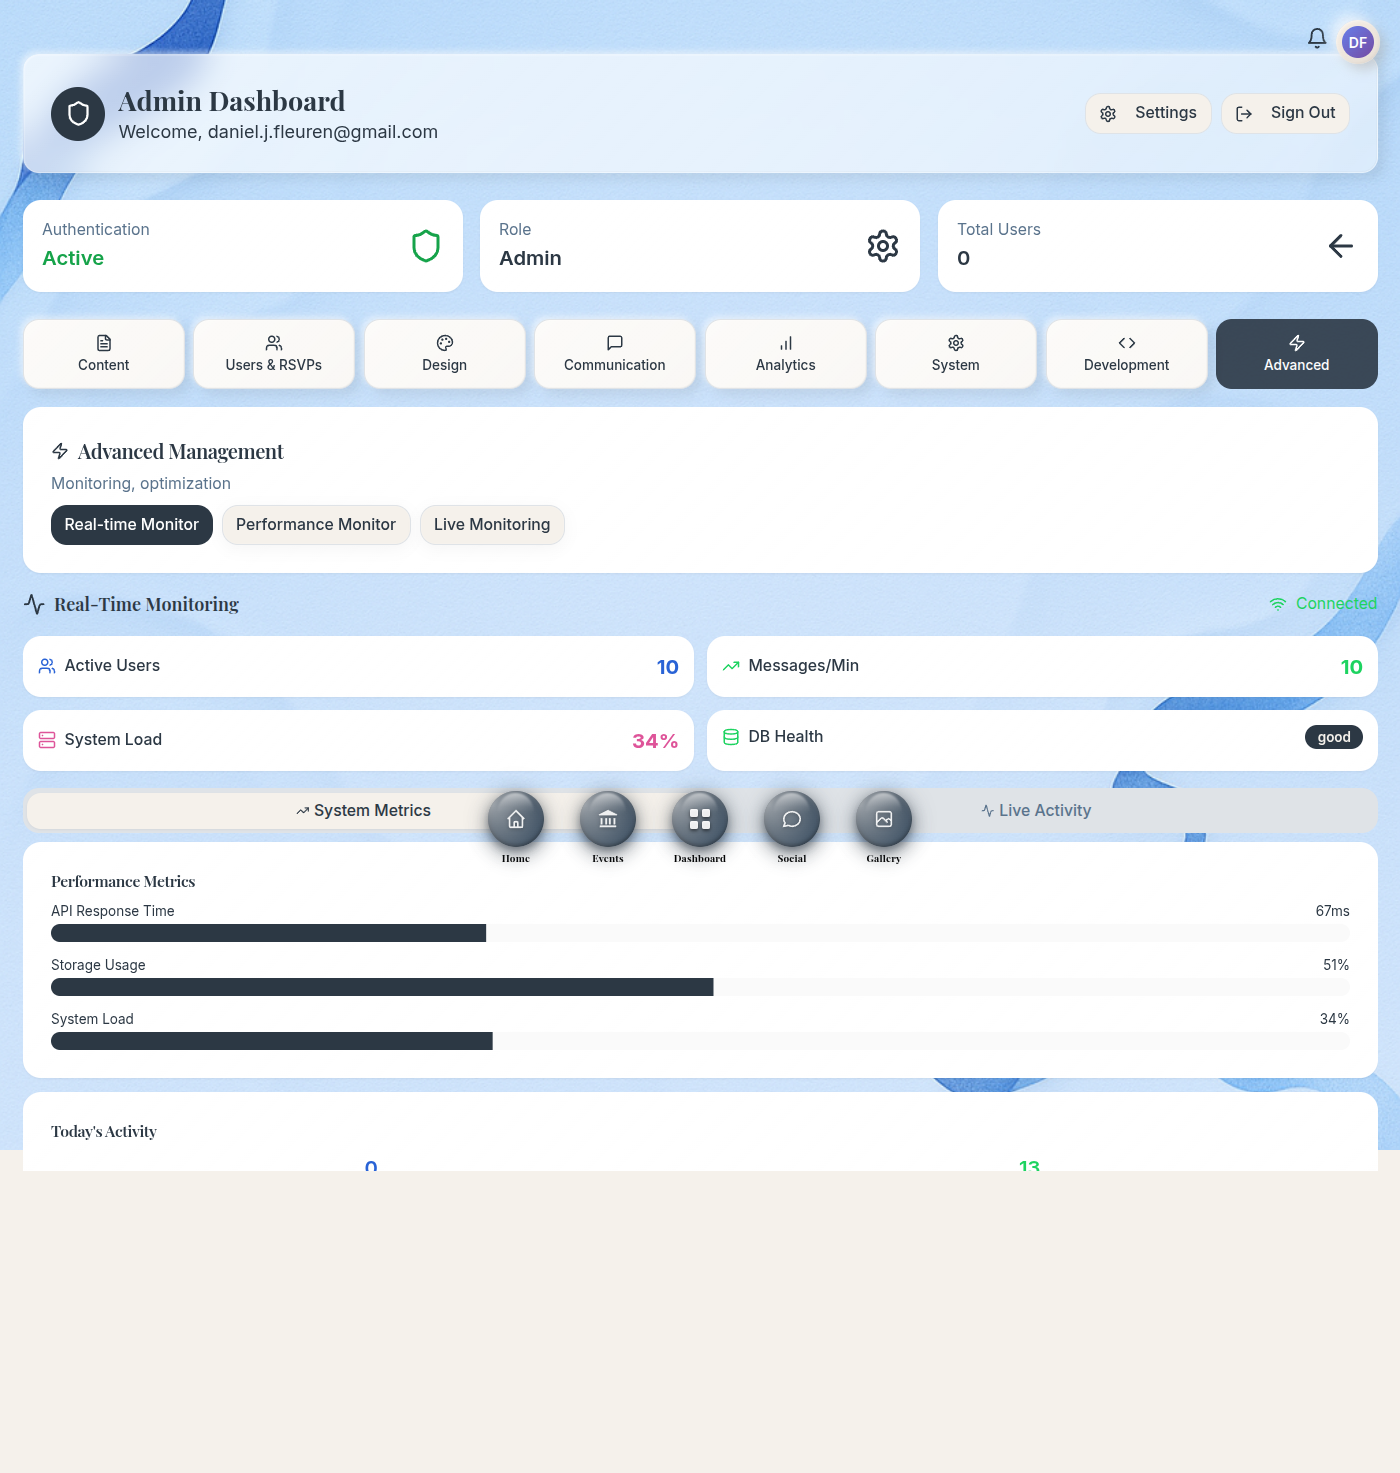 DF
Admin Dashboard
Welcome, daniel.j.fleuren@gmail.com
Settings
Sign Out
Authentication
Active
Role
Admin
Total Users
0
Content
Users & RSVPs
Design
Communication
Analytics
System
Development
Advanced
Advanced Management
Monitoring, optimization
Real-time Monitor
Performance Monitor
Live Monitoring
Real-Time Monitoring
Connected
Active Users
10
Messages/Min
10
System Load
34%
DB Health
good
System Metrics
Live Activity
Home
Events
Dashboard
Social
Gallery
Performance Metrics
API Response Time
67ms
Storage Usage
51%
System Load
34%
Today's Activity
0
13